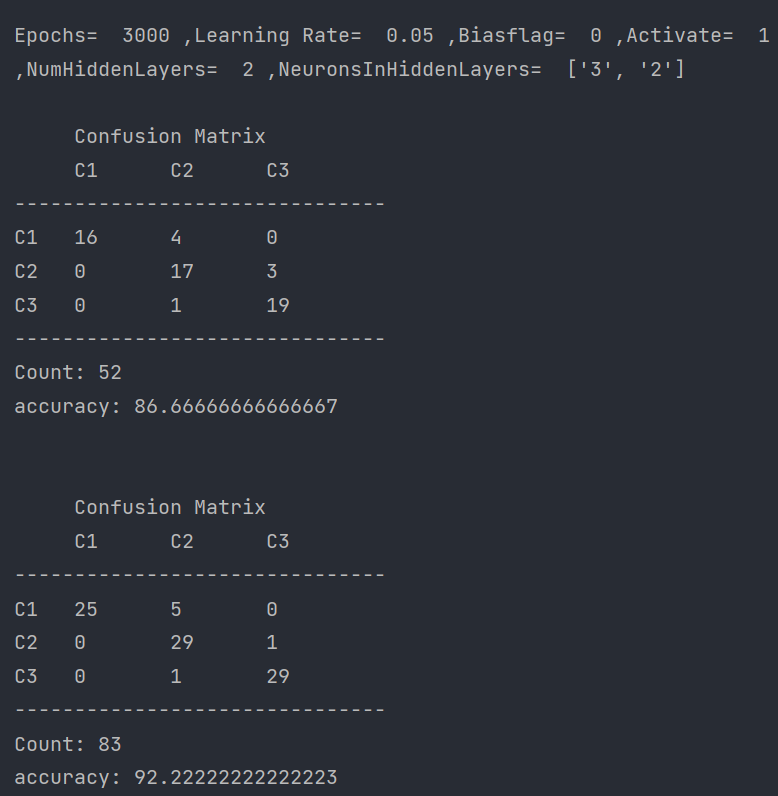 Epochs=  3000 ,Learning Rate=  0.05 ,Biasflag=  0 ,Activate=  1
,NumHiddenLayers=  2 ,NeuronsInHiddenLayers=  ['3', '2']
     Confusion Matrix
     C1      C2      C3
-------------------------------
C1   16      4       0
C2   0       17      3
C3   0       1       19
-------------------------------
Count: 52
accuracy: 86.66666666666667
     Confusion Matrix
     C1      C2      C3
-------------------------------
C1   25      5       0
C2   0       29      1
C3   0       1       29
-------------------------------
Count: 83
accuracy: 92.22222222222223